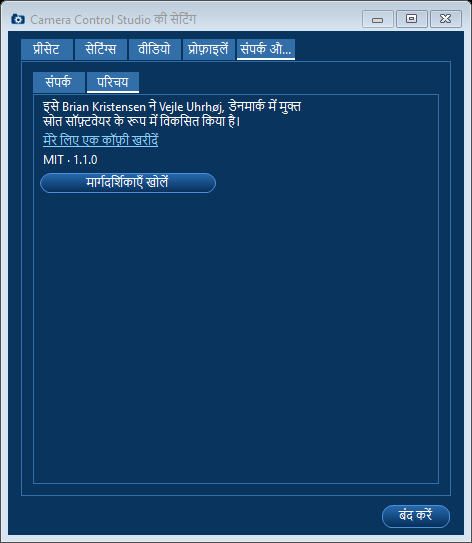 Camera Control Studio की सेटिंग
प्रीसेट सेटिंग्स वीडियो प्रोफ़ाइलें संपर्क औ...
संपर्क परिचय
इसे Brian Kristensen ने Vejle Uhrhøj, डेनमार्क में मुक्त
स्रोत सॉफ़्टवेयर के रूप में विकसित किया है।
मेरे लिए एक कॉफ़ी खरीदें
MIT · 1.1.0
मार्गदर्शिकाएँ खोलें
बंद करें